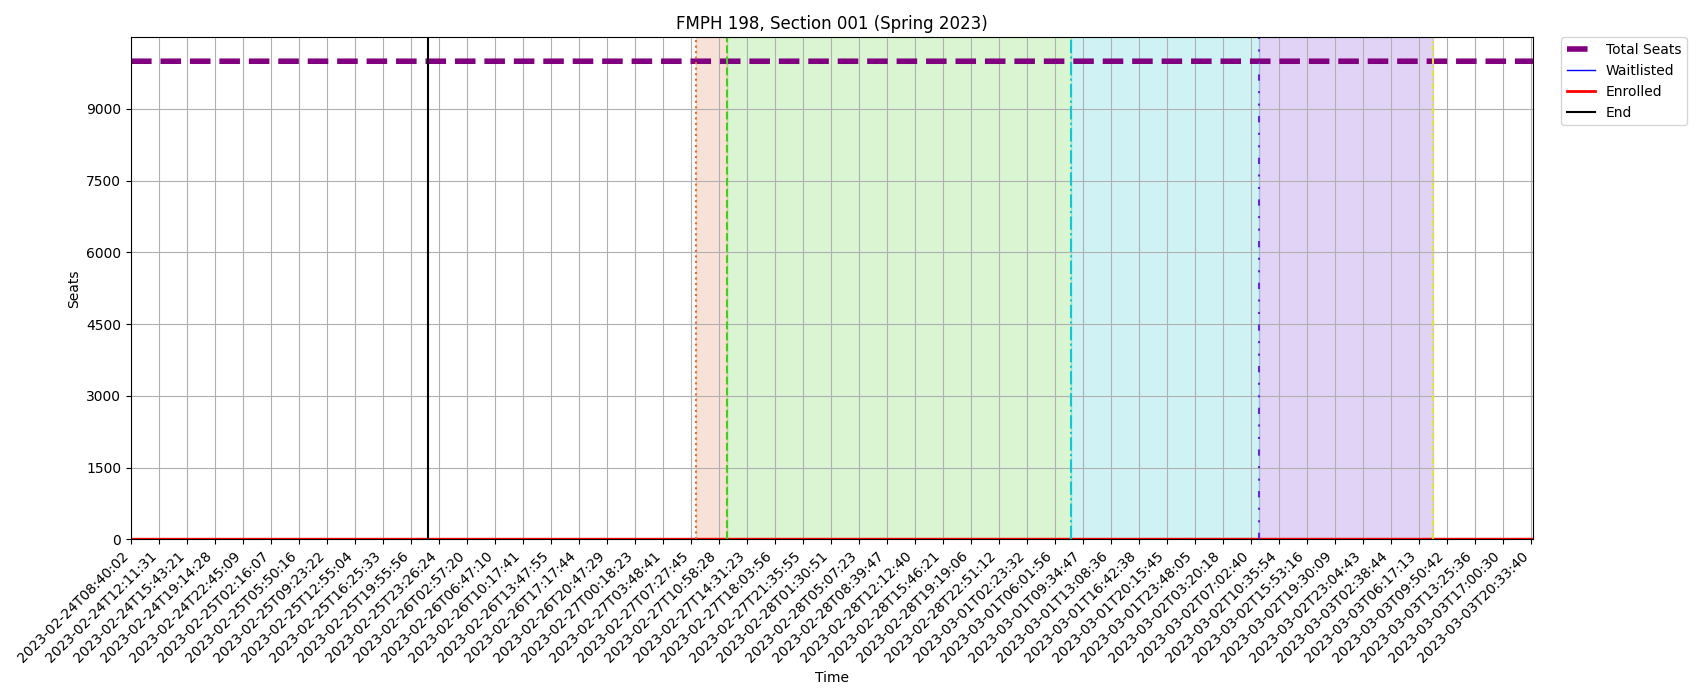 FMPH 198, Section 001 (Spring 2023)
Total Seats
Waitlisted
Enrolled
End
9000
7500
6000
4500
3000
1500
0
Seats
2023-02-24T08:40:02
2023-02-24T12:11:31
2023-02-24T15:43:21
2023-02-24T19:14:28
2023-02-24T22:45:09
2023-02-25T02:16:07
2023-02-25T05:50:16
2023-02-25T09:23:22
2023-02-25T12:55:04
2023-02-25T16:25:33
2023-02-25T19:55:56
2023-02-25T23:26:24
2023-02-26T02:57:20
2023-02-26T06:47:10
2023-02-26T10:17:41
2023-02-26T13:47:55
2023-02-26T17:17:44
2023-02-26T20:47:29
2023-02-27T00:18:23
2023-02-27T03:48:41
2023-02-27T07:27:45
2023-02-27T10:58:28
2023-02-27T14:31:23
2023-02-27T18:03:56
2023-02-27T21:35:55
2023-02-28T01:30:51
2023-02-28T05:07:23
2023-02-28T08:39:47
2023-02-28T12:12:40
2023-02-28T15:46:21
2023-02-28T19:19:06
2023-02-28T22:51:12
2023-03-01T02:23:32
2023-03-01T06:01:56
2023-03-01T09:34:47
2023-03-01T13:08:36
2023-03-01T16:42:38
2023-03-01T20:15:45
2023-03-01T23:48:05
2023-03-02T03:20:18
2023-03-02T07:02:40
2023-03-02T10:35:54
2023-03-02T15:53:16
2023-03-02T19:30:09
2023-03-02T23:04:43
2023-03-03T02:38:44
2023-03-03T06:17:13
2023-03-03T09:50:42
2023-03-03T13:25:36
2023-03-03T17:00:30
2023-03-03T20:33:40
Time